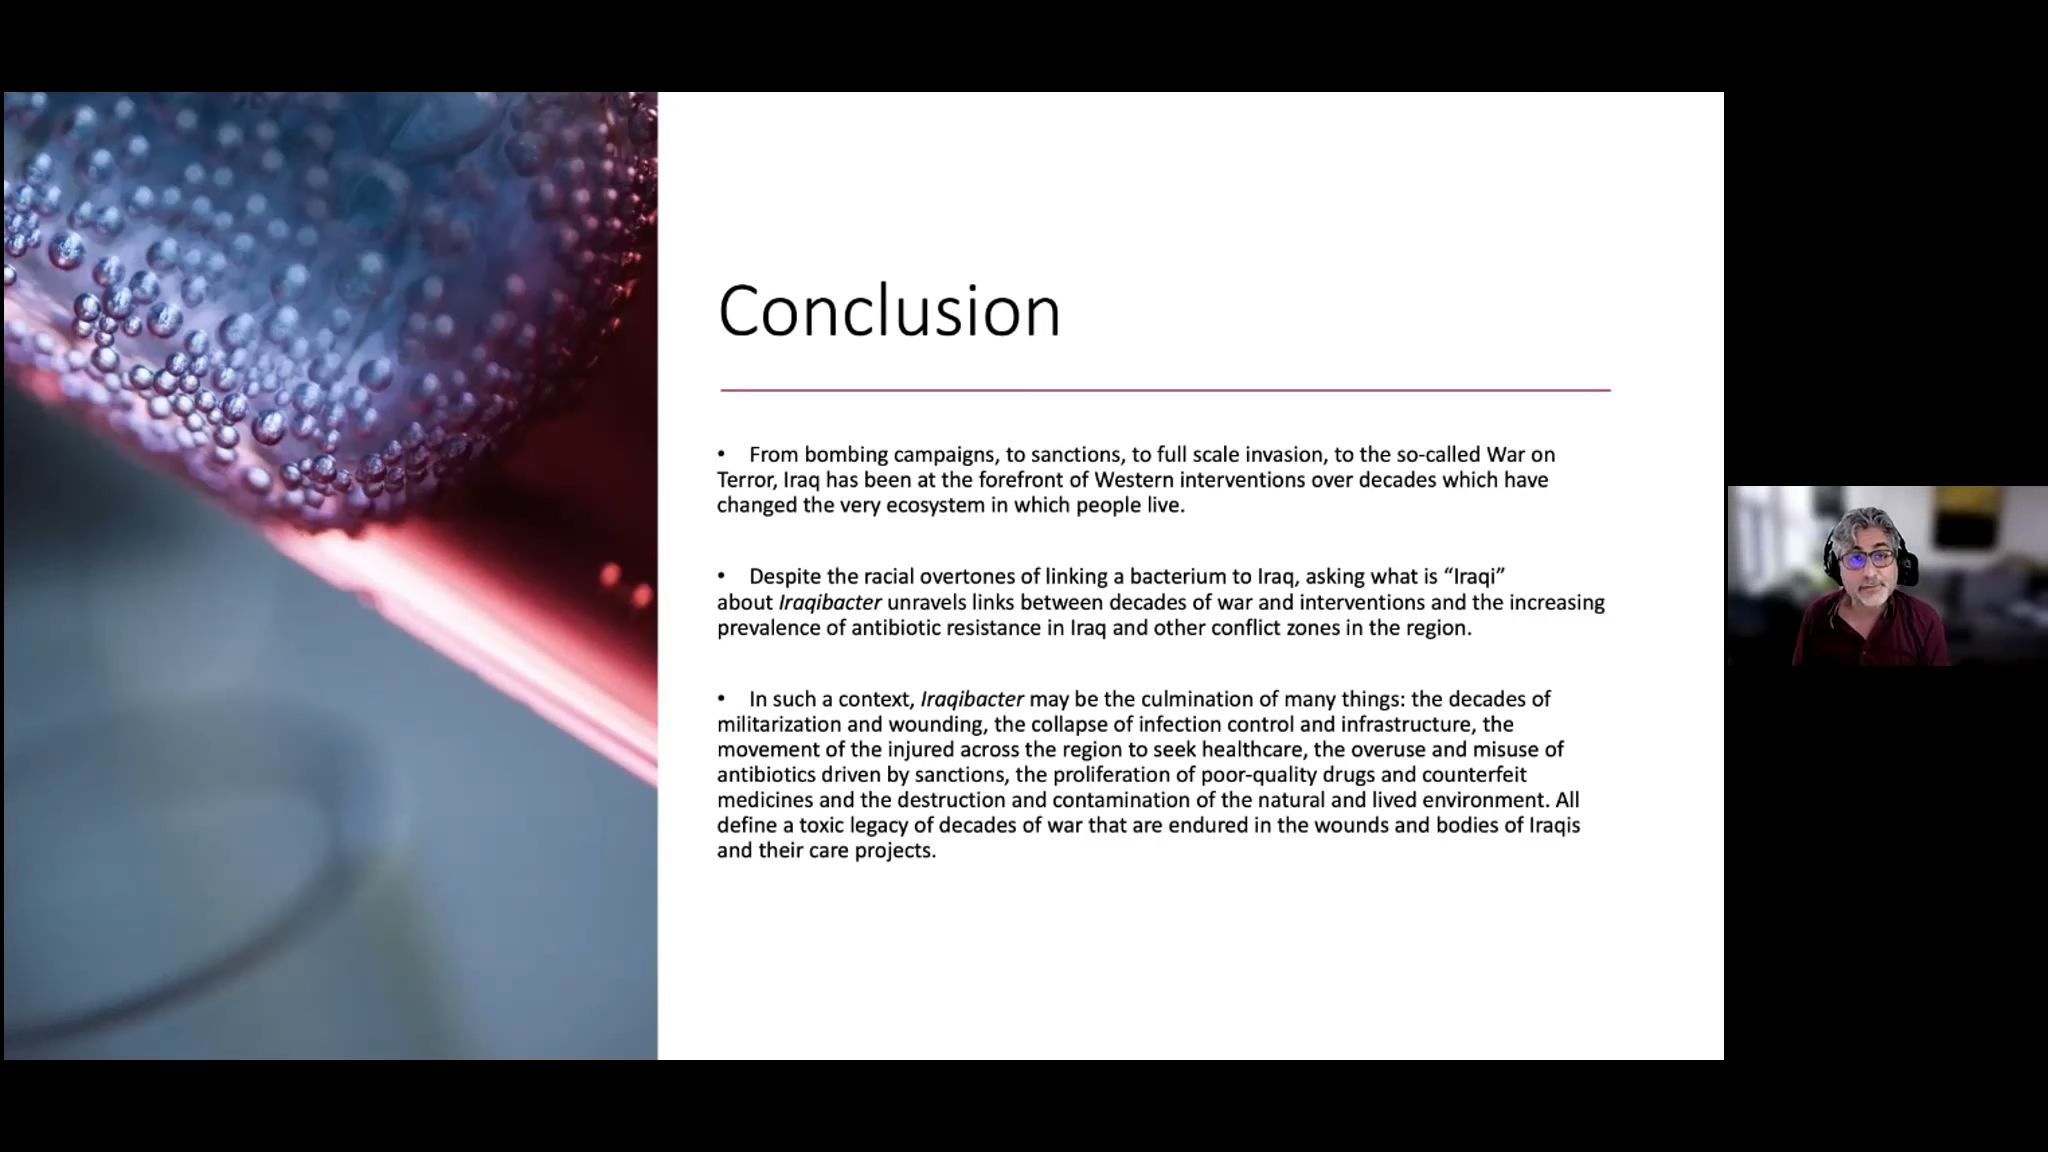 Conclusion
• From bombing campaigns, to sanctions, to full scale invasion, to the so-called War on
Terror, Iraq has been at the forefront of Western interventions over decades which have
changed the very ecosystem in which people live.
• Despite the racial overtones of linking a bacterium to Iraq, asking what is “Iraqi”
about Iraqibacter unravels links between decades of war and interventions and the increasing
prevalence of antibiotic resistance in Iraq and other conflict zones in the region.
• In such a context, Iraqibacter may be the culmination of many things: the decades of
militarization and wounding, the collapse of infection control and infrastructure, the
movement of the injured across the region to seek healthcare, the overuse and misuse of
antibiotics driven by sanctions, the proliferation of poor-quality drugs and counterfeit
medicines and the destruction and contamination of the natural and lived environment. All
define a toxic legacy of decades of war that are endured in the wounds and bodies of Iraqis
and their care projects.